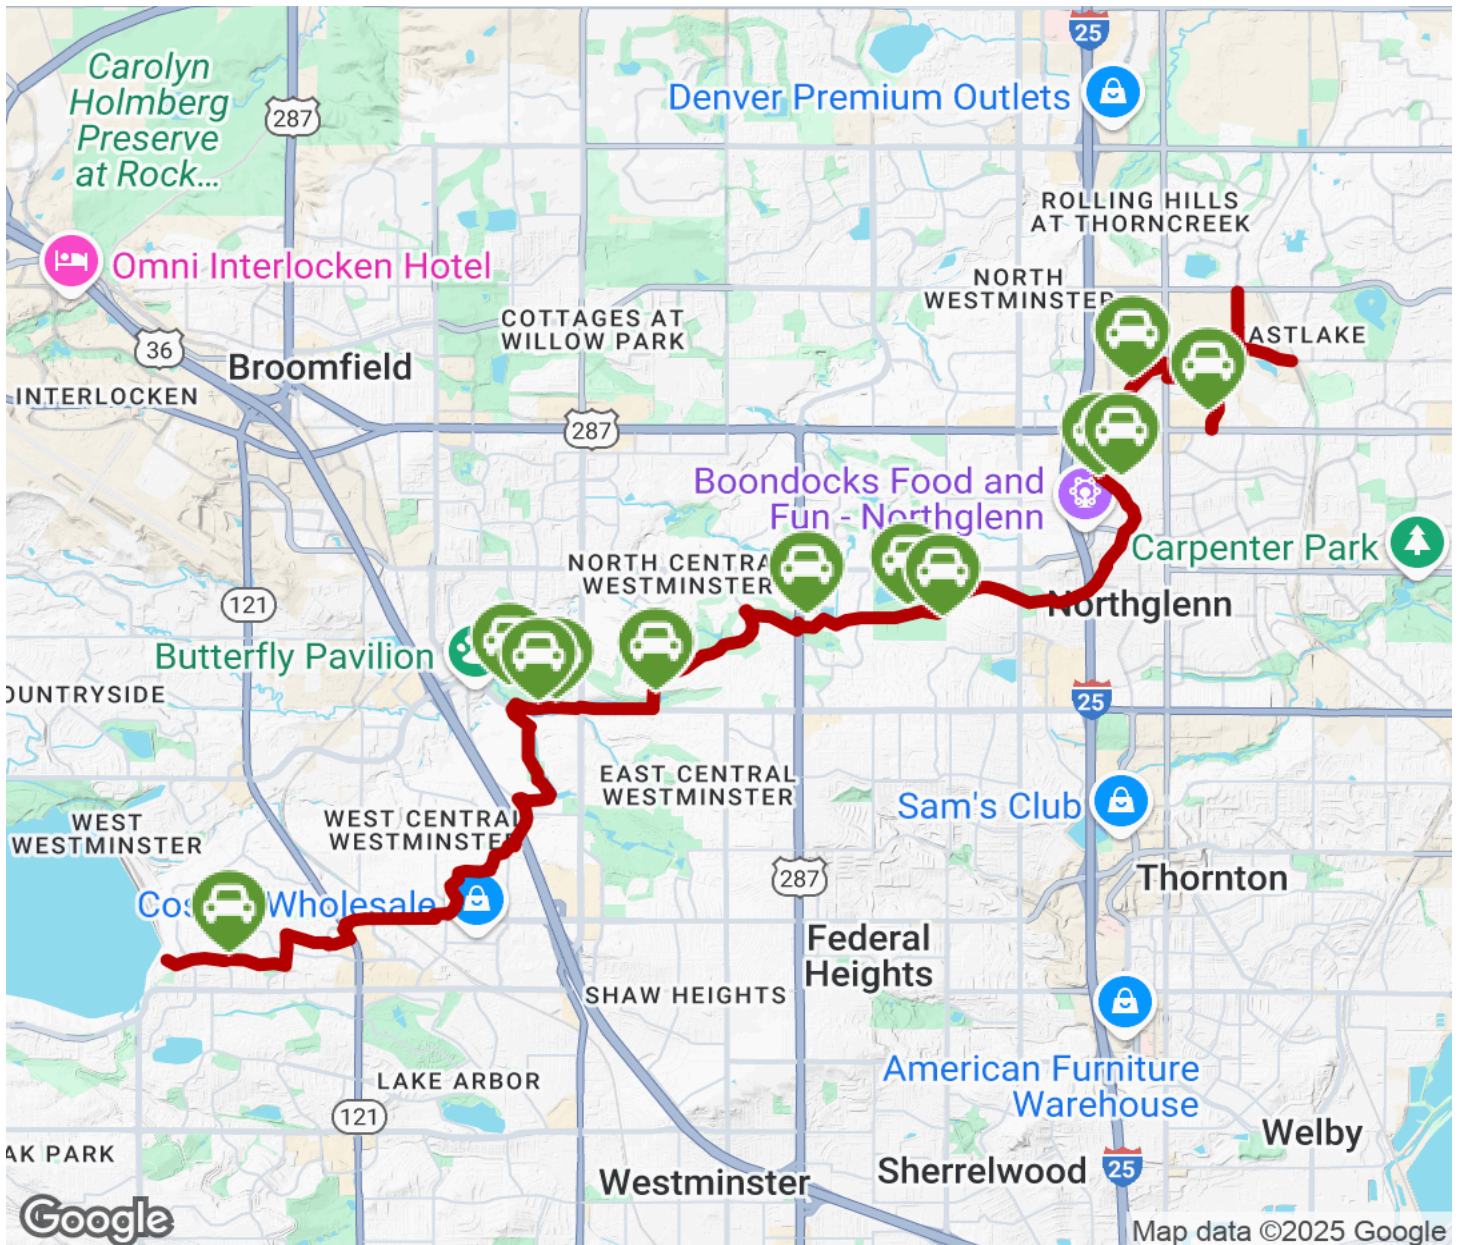 Carolyn
Holmberg
Preserve
at Rock...
287
25
Denver Premium Outlets
ROLLING HILLS
AT THORNCREEK
Omni Interlocken Hotel
NORTH
WESTMINSTER
COTTAGES AT
WILLOW PARK
ASTLAKE
36
Broomfield
INTERLOCKEN
287
Boondocks Food and
Fun - Northglenn
Carpenter Park
NORTH CENTRA
WESTMINSTER
121
Northglenn
Butterfly Pavilion
OUNTRYSIDE
25
EAST CENTRAL
WESTMINSTER
Sam's Club
WEST
WESTMINSTER
WEST CENTRAL
WESTMINSTE
287
Thornton
Cos Wholesale
Federal
Heights
SHAW HEIGHTS
LAKE ARBOR
American Furniture
Warehouse
121
Welby
AK PARK
Westminster
Sherrelwood
25
Google
Map data ©2025 Google